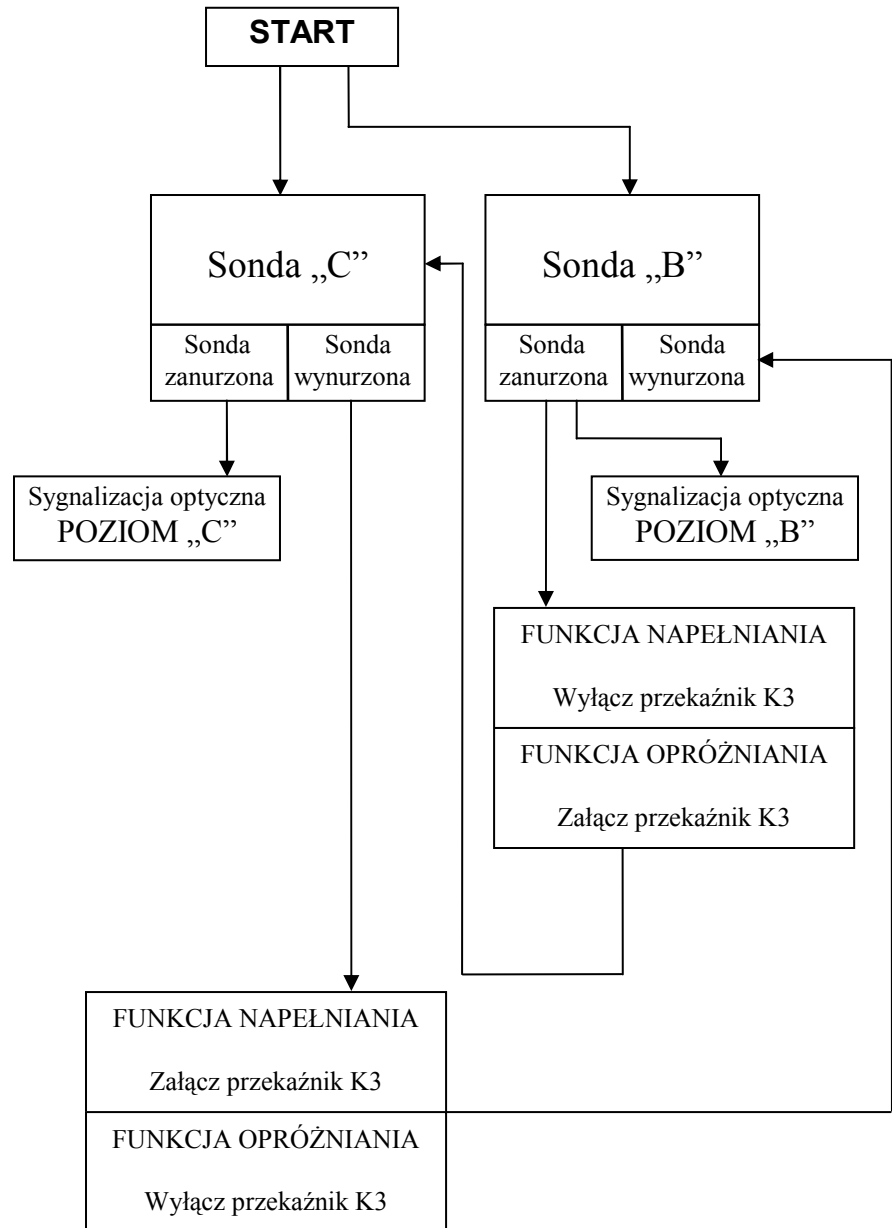 START
Sonda „C”
Sonda zanurzona
Sonda wynurzona
Sonda „B”
Sonda zanurzona
Sonda wynurzona
Sygnalizacja optyczna
POZIOM „C”
Sygnalizacja optyczna
POZIOM „B”
FUNKCJA NAPEŁNIANIA
Wyłącz przekaźnik K3
FUNKCJA OPRÓŻNIANIA
Załącz przekaźnik K3
FUNKCJA NAPEŁNIANIA
Załącz przekaźnik K3
FUNKCJA OPRÓŻNIANIA
Wyłącz przekaźnik K3